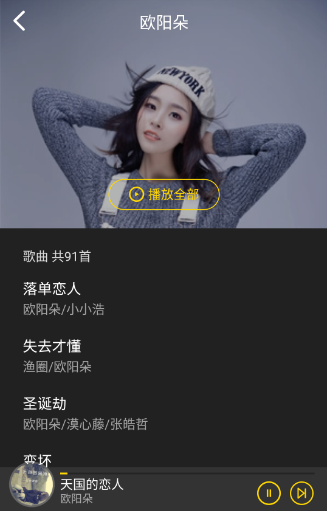 欧阳朵
NEW YORK
播放全部
歌曲 共91首
落单恋人
欧阳朵/小小浩
失去才懂
渔圈/欧阳朵
圣诞劫
欧阳朵/漠心藤/张皓哲
变坏
天国的恋人
欧阳朵